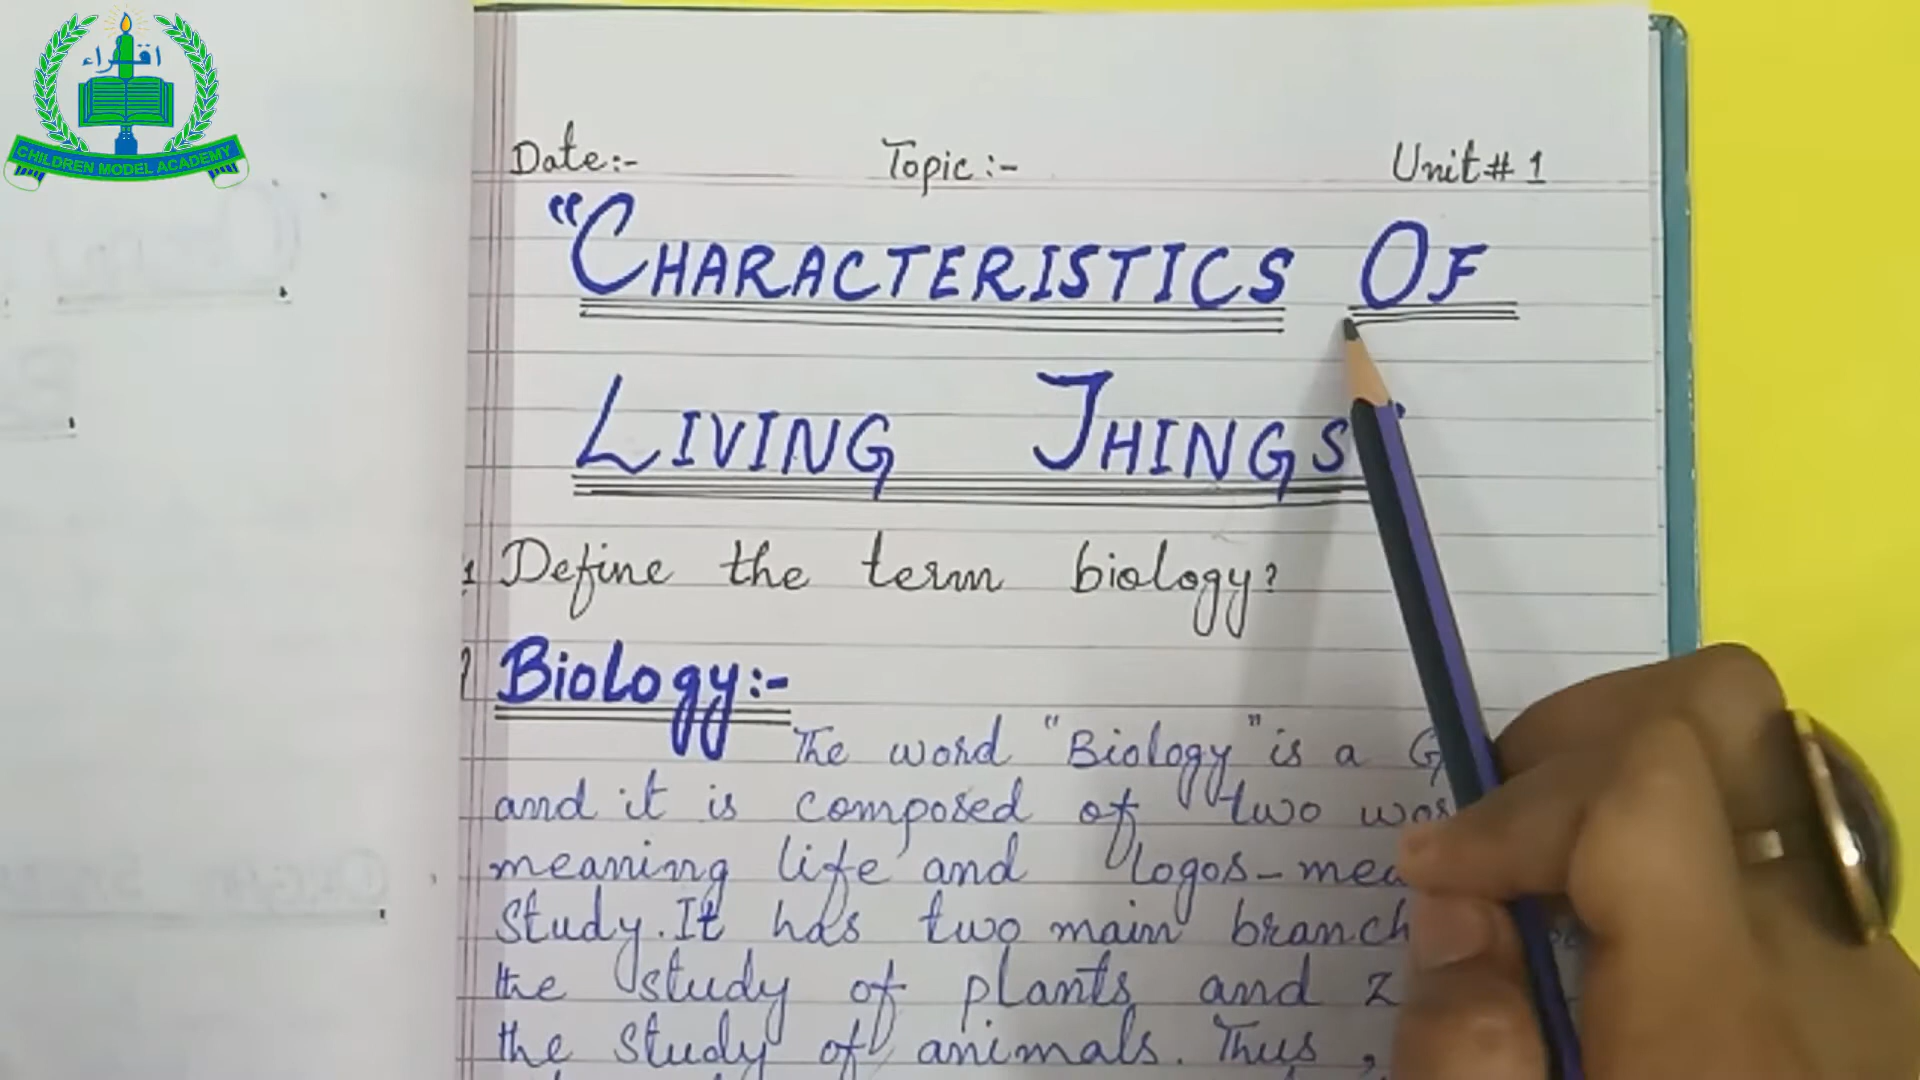 اقراء
CHILDREN MODEL ACADEMY
Date:- Topic:- Unit# 1
"CHARACTERISTICS OF
LIVING THINGS"
1 Define the term biology?
Biology:-
The word "Biology" is a
and it is composed of two
meaning life and logos-
study. It has two main
the study of plants and
the study of animals. Thus,